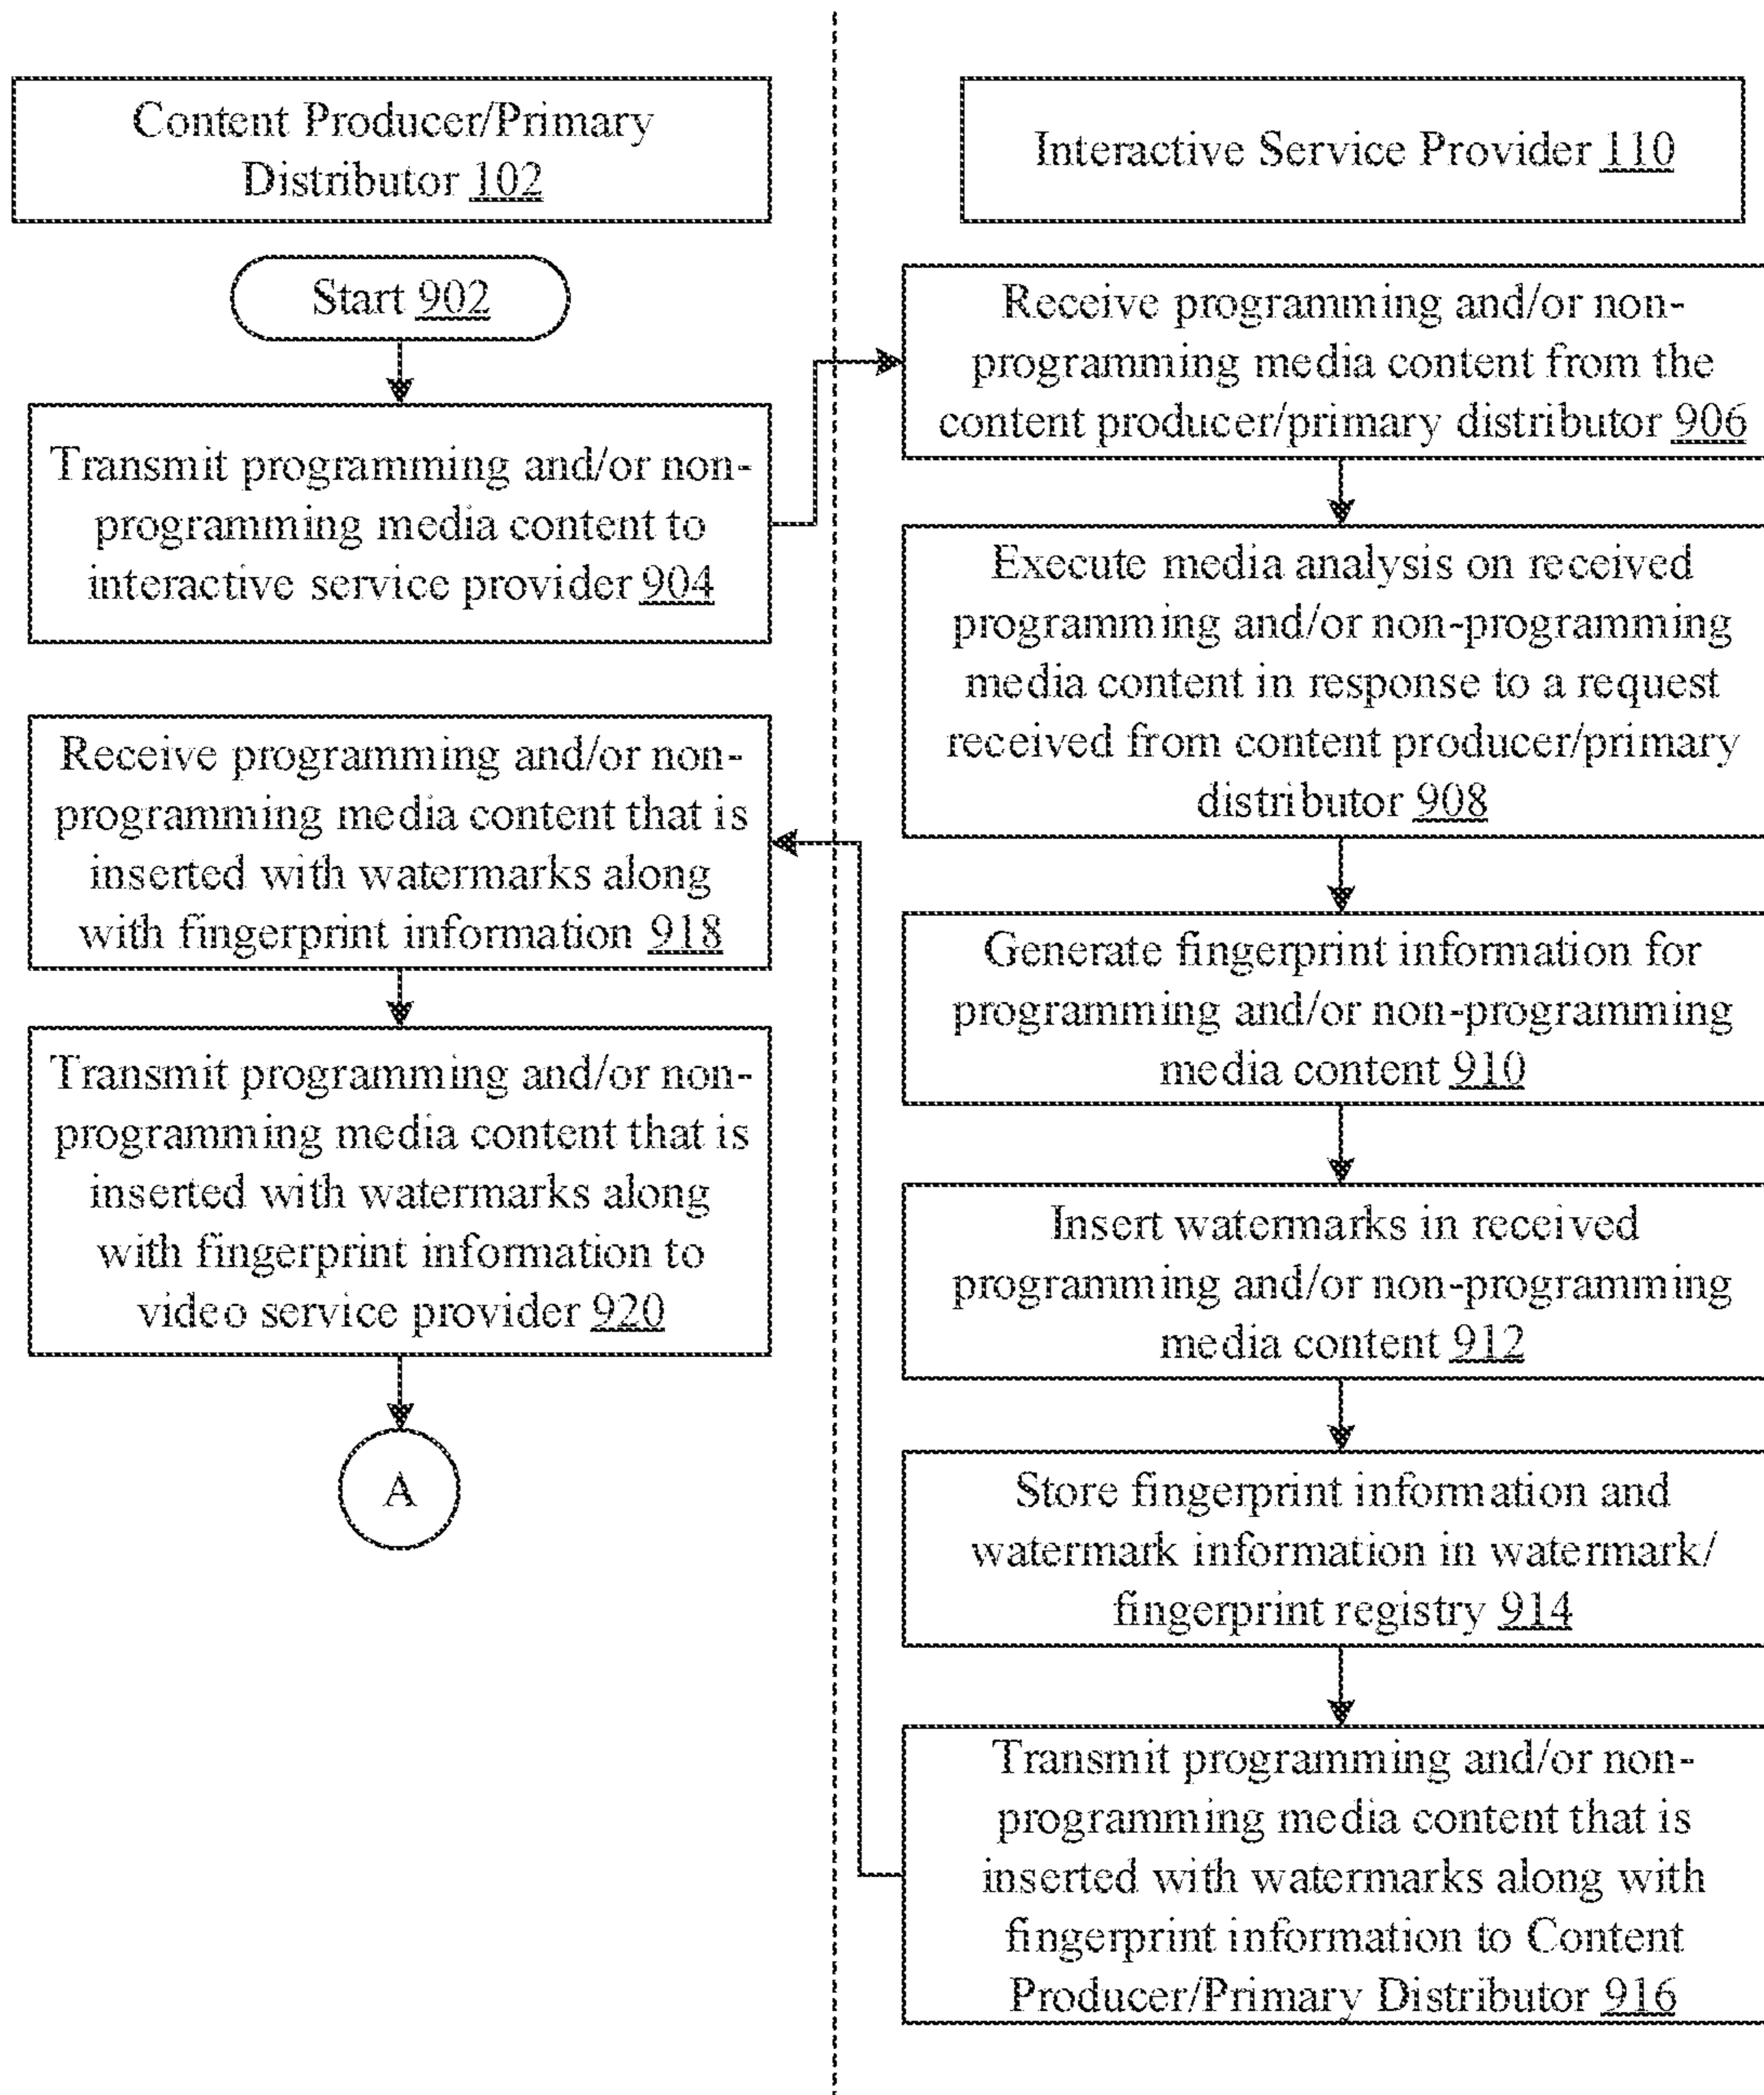 Content Producer/Primary
Distributor 102
Interactive Service Provider 110
Start 902
Transmit programming and/or non-
programming media content to
interactive service provider 904
Receive programming and/or non-
programming media content from the
content producer/primary distributor 906
Execute media analysis on received
programming and/or non-programming
media content in response to a request
received from content producer/primary
distributor 908
Generate fingerprint information for
programming and/or non-programming
media content 910
Insert watermarks in received
programming and/or non-programming
media content 912
Store fingerprint information and
watermark information in watermark/
fingerprint registry 914
Transmit programming and/or non-
programming media content that is
inserted with watermarks along with
fingerprint information to Content
Producer/Primary Distributor 916
Receive programming and/or non-
programming media content that is
inserted with watermarks along
with fingerprint information 918
Transmit programming and/or non-
programming media content that is
inserted with watermarks along
with fingerprint information to
video service provider 920
A